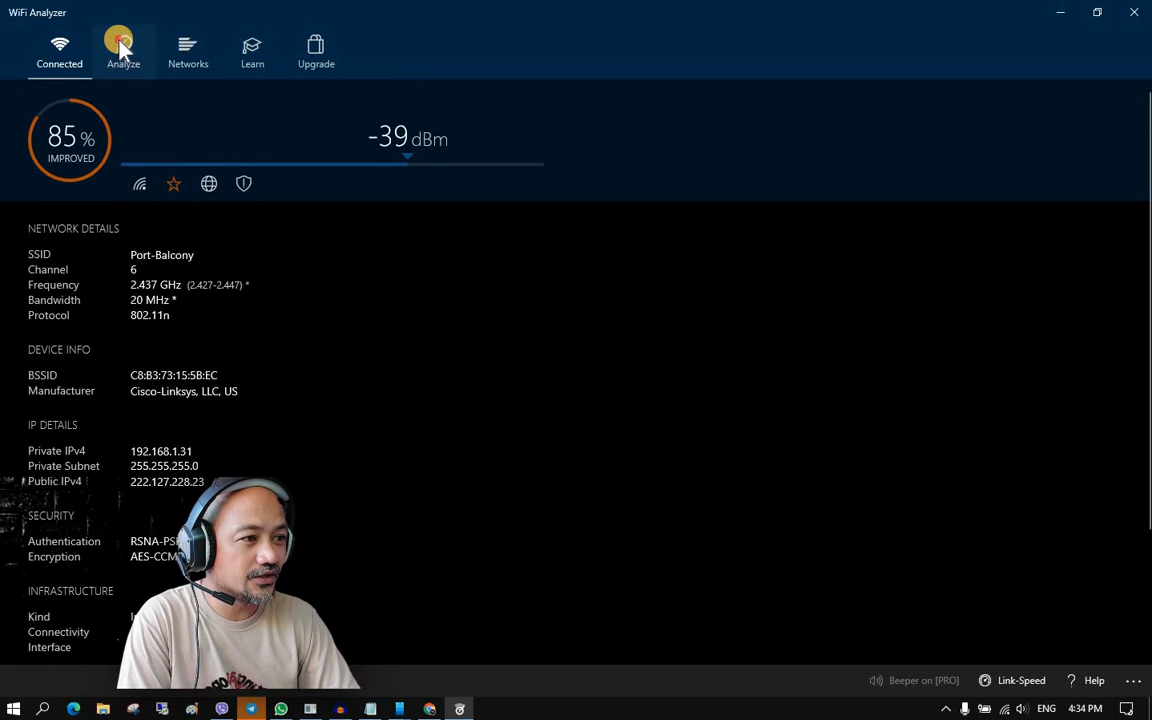 WiFi Analyzer
Connected
Analyze
Networks
Learn
Upgrade
85 %
IMPROVED
-39 dBm
NETWORK DETAILS
SSID Port-Balcony
Channel 6
Frequency 2.437 GHz (2.427-2.447) *
Bandwidth 20 MHz *
Protocol 802.11n
DEVICE INFO
BSSID C8:B3:73:15:5B:EC
Manufacturer Cisco-Linksys, LLC, US
IP DETAILS
Private IPv4 192.168.1.31
Private Subnet 255.255.255.0
Public IPv4 222.127.228.23
SECURITY
Authentication RSNA-PS
Encryption AES-CCM
INFRASTRUCTURE
Kind
Connectivity
Interface
Beeper on [PRO]
Link-Speed
? Help
...
ENG
4:34 PM